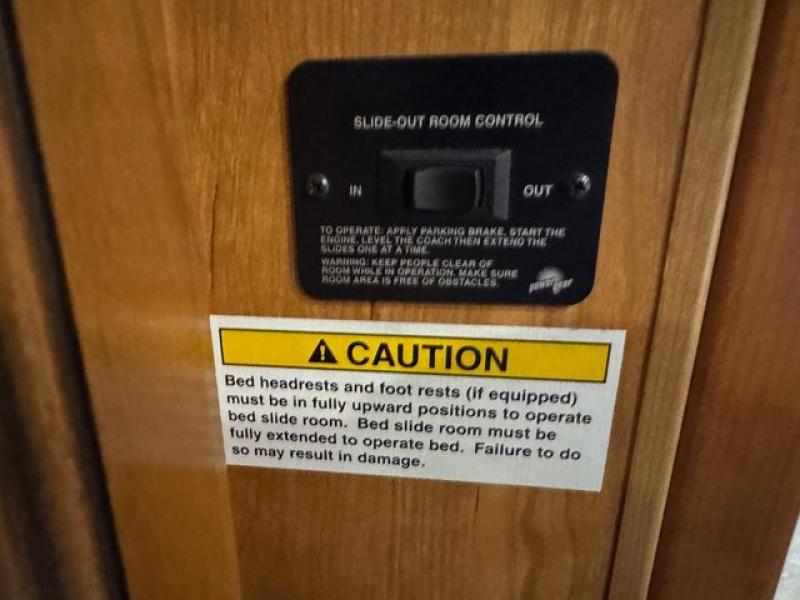 SLIDE-OUT ROOM CONTROL
IN
OUT
TO OPERATE: APPLY PARKING BRAKE, START THE
ENGINE, LEVEL THE COACH THEN EXTEND THE
SLIDES ONE AT A TIME.
WARNING: KEEP PEOPLE CLEAR OF
ROOM WHILE IN OPERATION. MAKE SURE
ROOM AREA IS FREE OF OBSTACLES.
power gear
CAUTION
Bed headrests and foot rests (if equipped)
must be in fully upward positions to operate
bed slide room. Bed slide room must be
fully extended to operate bed. Failure to do
so may result in damage.